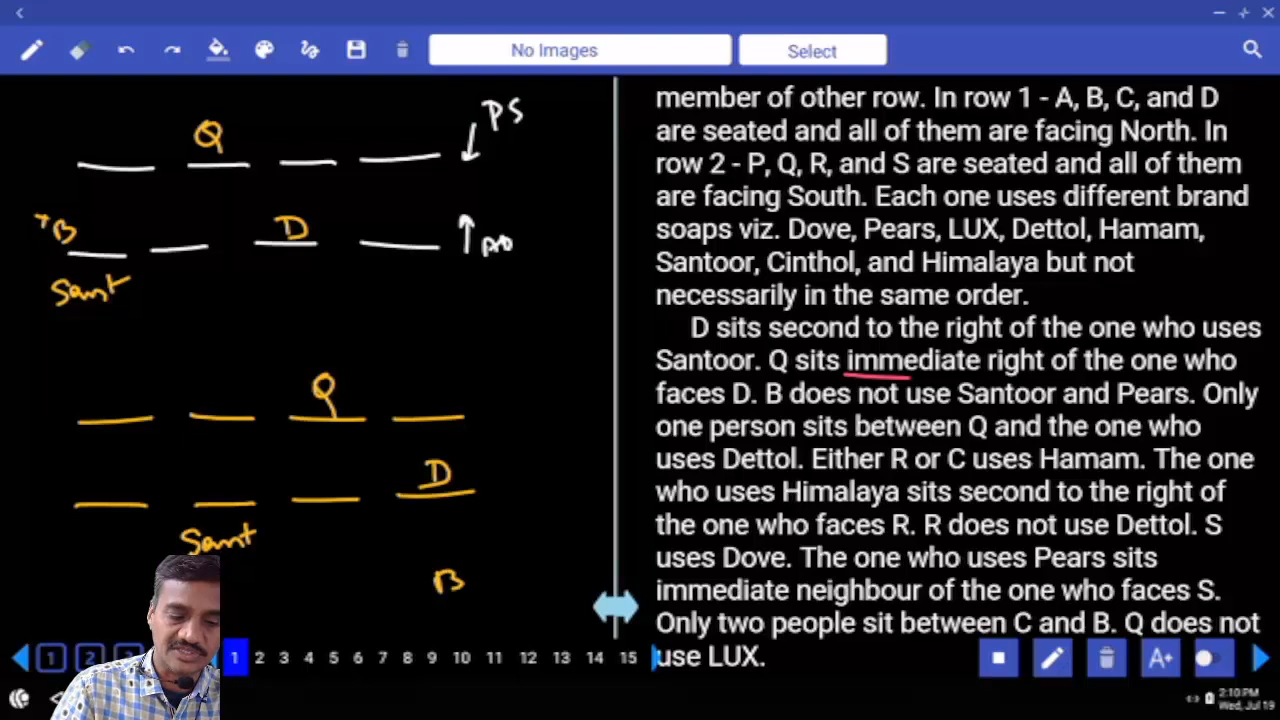 No Images
Select
PS
Q
B
D
Sant
Q
D
Sant
B
member of other row. In row 1 - A, B, C, and D
are seated and all of them are facing North. In
row 2 - P, Q, R, and S are seated and all of them
are facing South. Each one uses different brand
soaps viz. Dove, Pears, LUX, Dettol, Hamam,
Santoor, Cinthol, and Himalaya but not
necessarily in the same order.
D sits second to the right of the one who uses
Santoor. Q sits immediate right of the one who
faces D. B does not use Santoor and Pears. Only
one person sits between Q and the one who
uses Dettol. Either R or C uses Hamam. The one
who uses Himalaya sits second to the right of
the one who faces R. R does not use Dettol. S
uses Dove. The one who uses Pears sits
immediate neighbour of the one who faces S.
Only two people sit between C and B. Q does not
use LUX.
1 2 1 2 3 4 5 6 7 8 9 10 11 12 13 14 15
A+
2:10 PM
Wed, Jul 19